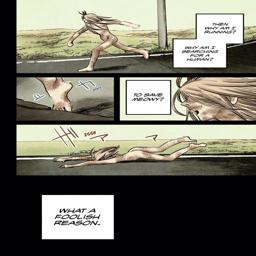 THEN
WHY AM I
RUNNING?
WHY AM I
SEARCHING
FOR A
HUMAN?
TO SAVE
MEOWY?
WHAT A
FOOLISH
REASON..